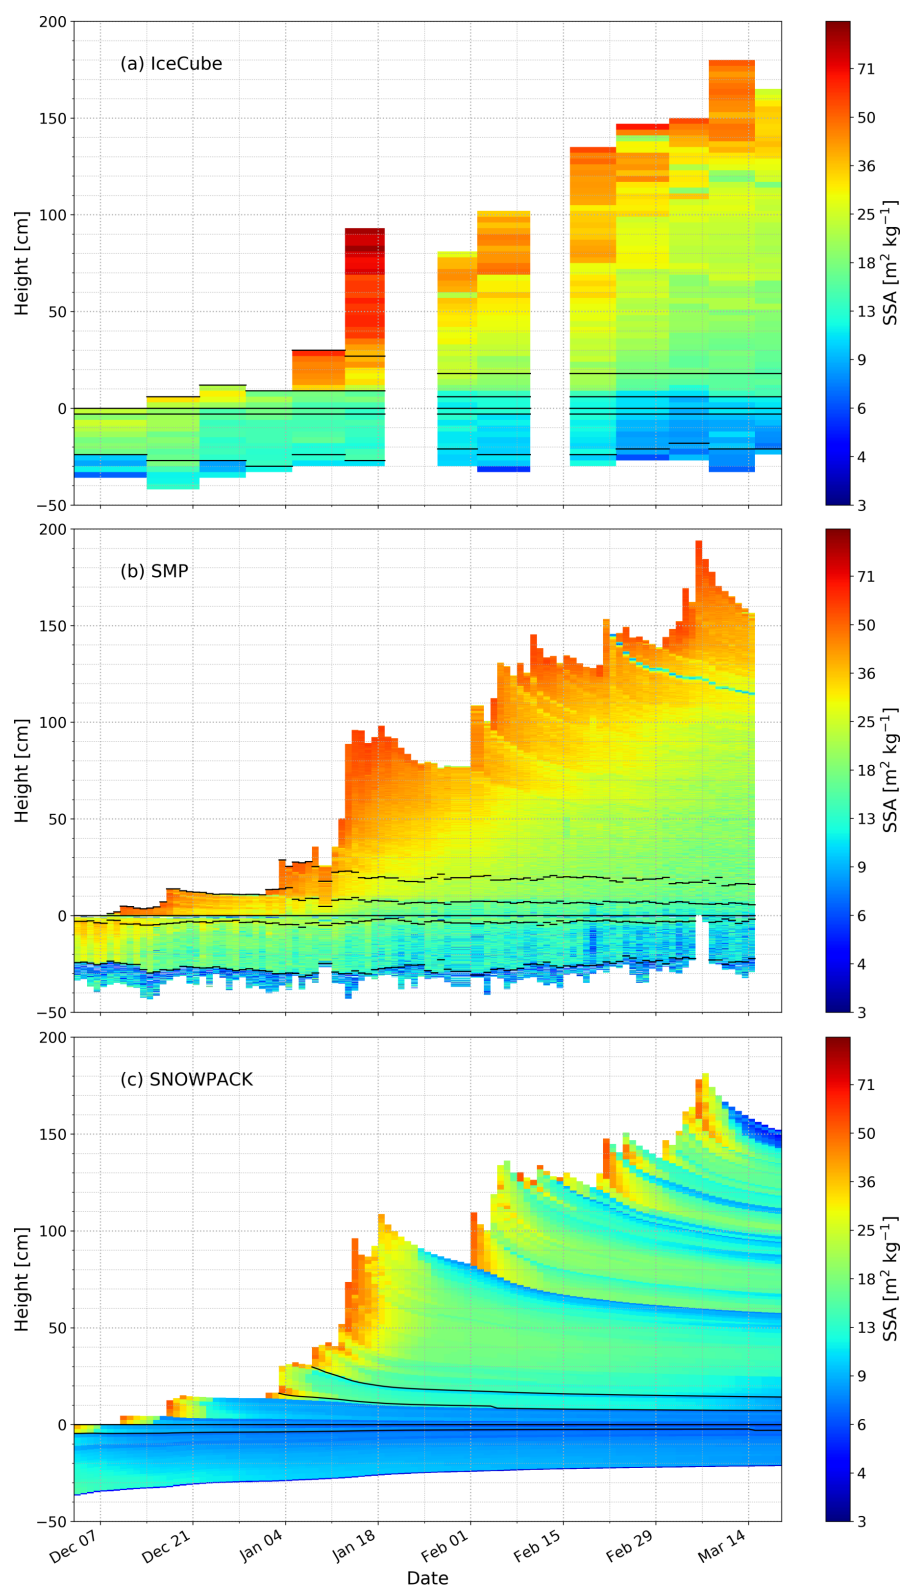 200
(a) IceCube
150
100
50
0
−50
Height [cm]
71
50
36
25
18
13
9
6
4
3
SSA [m² kg⁻¹]
200
(b) SMP
150
100
50
0
−50
Height [cm]
71
50
36
25
18
13
9
6
4
3
SSA [m² kg⁻¹]
200
(c) SNOWPACK
150
100
50
0
−50
Height [cm]
71
50
36
25
18
13
9
6
4
3
SSA [m² kg⁻¹]
Dec 07
Dec 21
Jan 04
Jan 18
Feb 01
Feb 15
Feb 29
Mar 14
Date